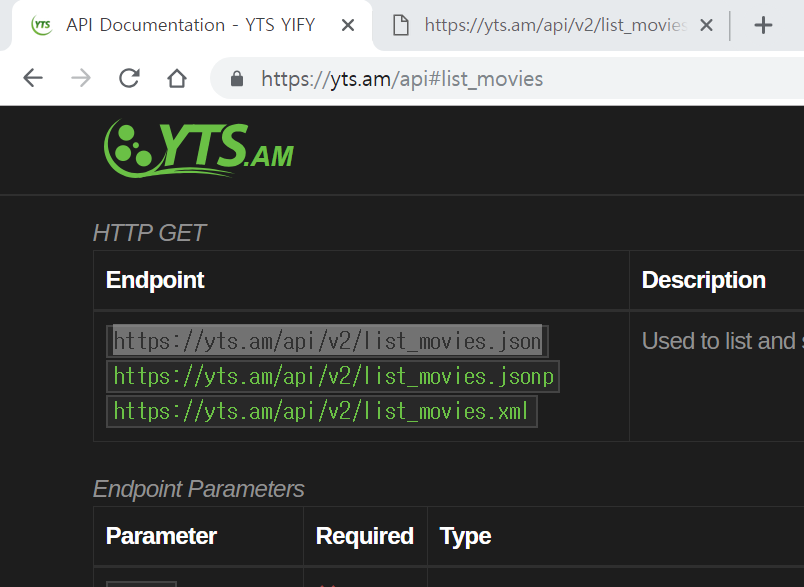 YTS API Documentation - YTS YIFY
https://yts.am/api/v2/list_movies
https://yts.am/api#list_movies
YTS.AM
HTTP GET
Endpoint Description
https://yts.am/api/v2/list_movies.json Used to list and
https://yts.am/api/v2/list_movies.jsonp
https://yts.am/api/v2/list_movies.xml
Endpoint Parameters
Parameter Required Type